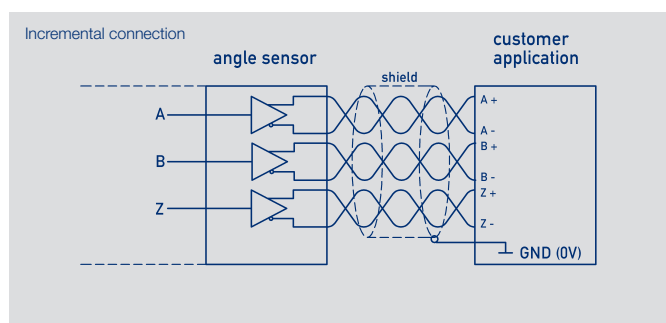 Incremental connection
angle sensor
customer
application
shield
A
B
Z
A +
A -
B +
B -
Z +
Z -
GND (0V)